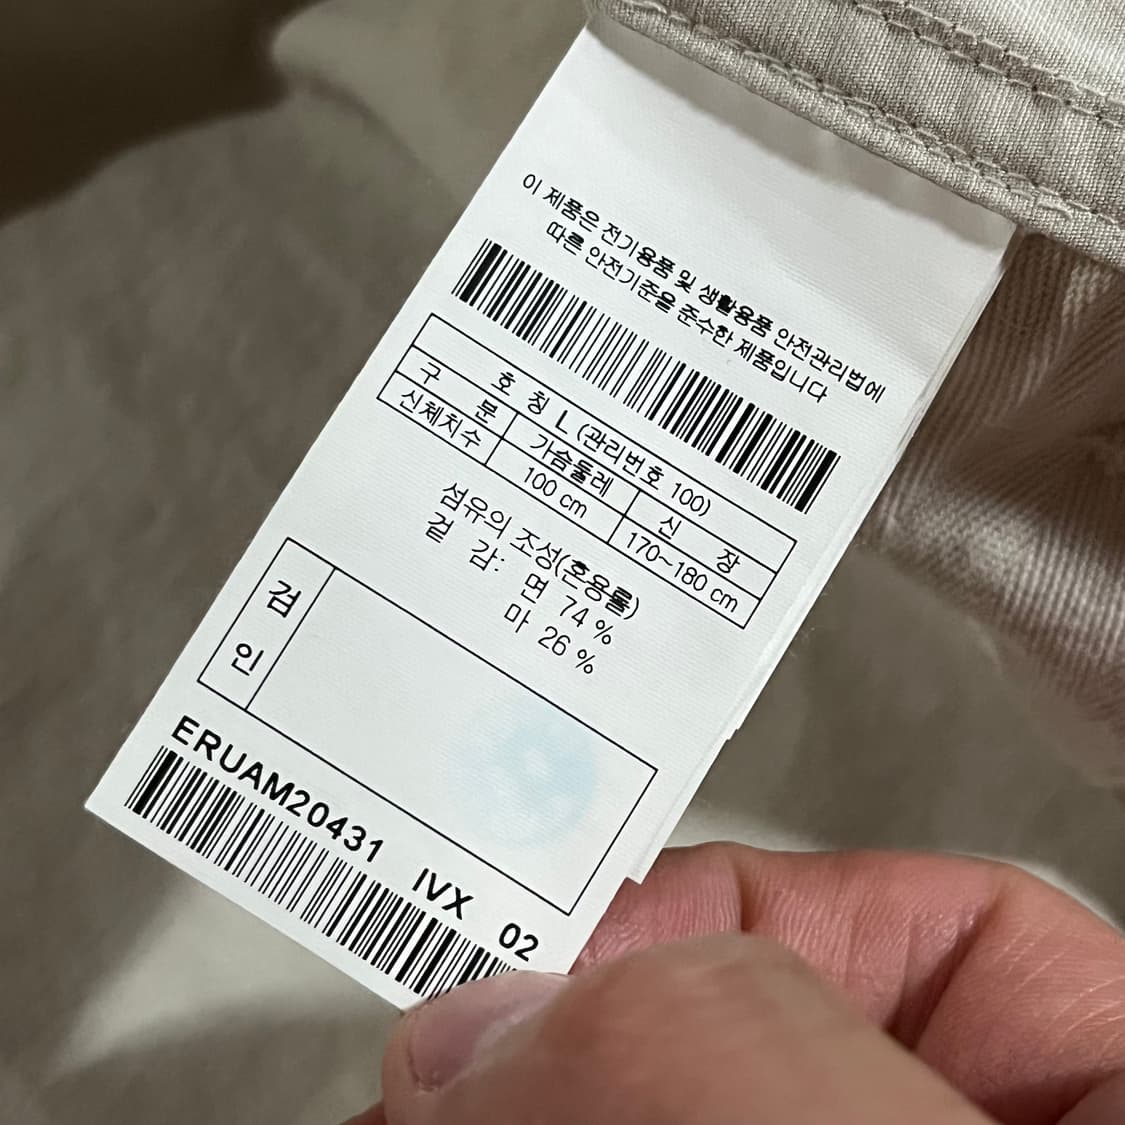 이 제품은 전기용품 및 생활용품 안전관리법에
따른 안전기준을 준수한 제품입니다
호 칭 L (관리번호 100)
구 분 가슴둘레 신 장
신체치수 100 cm 170~180 cm
섬유의 조성(혼용률)
겉 감: 면 74 %
마 26 %
검
인
ERUAM20431 IVX 02